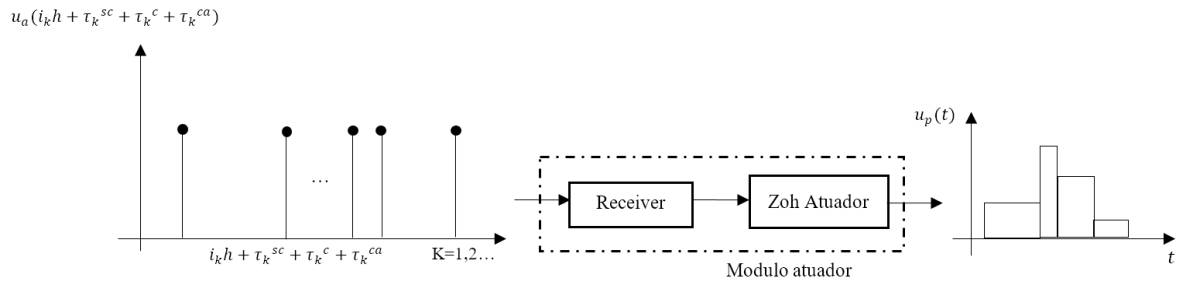 u_a(i_k h + τ_k^{sc} + τ_k^c + τ_k^{ca})
...
i_k h + τ_k^{sc} + τ_k^c + τ_k^{ca}
K=1,2…
Receiver
Zoh Atuador
Modulo atuador
u_p(t)
t